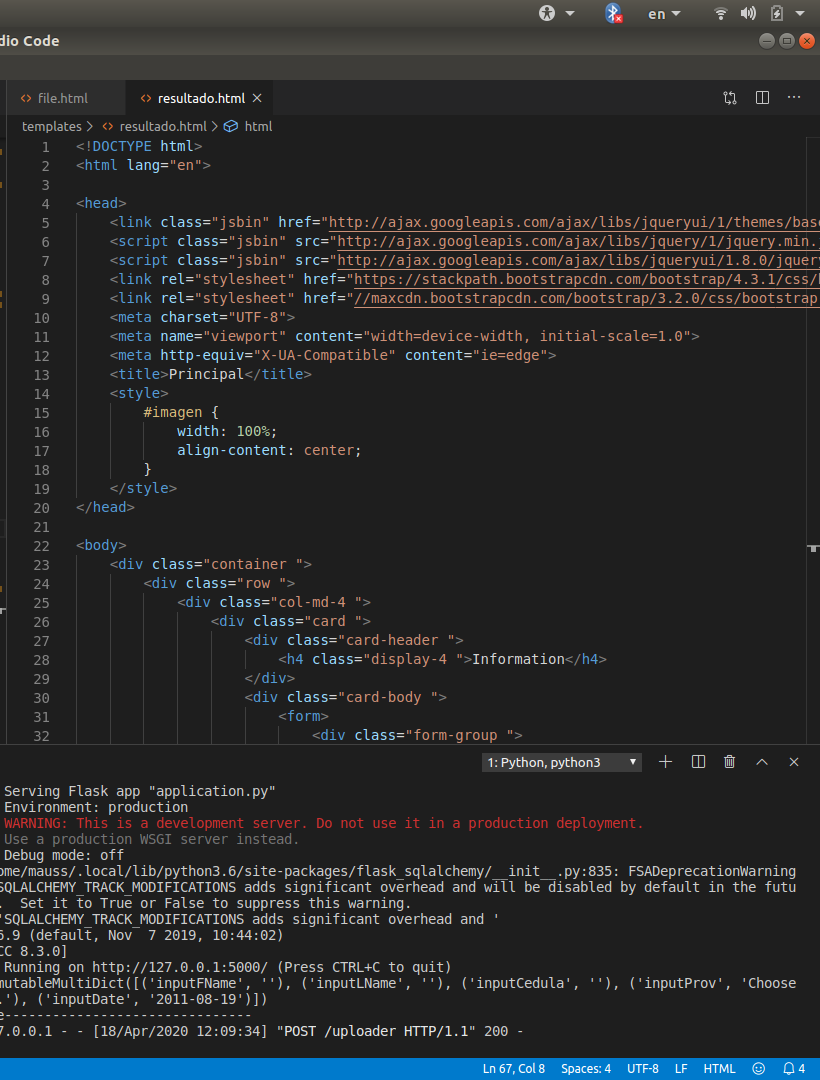 en
dio Code
file.html resultado.html
templates > resultado.html > html
1 <!DOCTYPE html>
2 <html lang="en">
3
4 <head>
5 <link class="jsbin" href="http://ajax.googleapis.com/ajax/libs/jqueryui/1/themes/base
6 <script class="jsbin" src="http://ajax.googleapis.com/ajax/libs/jquery/1/jquery.min.
7 <script class="jsbin" src="http://ajax.googleapis.com/ajax/libs/jqueryui/1.8.0/jquery
8 <link rel="stylesheet" href="https://stackpath.bootstrapcdn.com/bootstrap/4.3.1/css/b
9 <link rel="stylesheet" href="//maxcdn.bootstrapcdn.com/bootstrap/3.2.0/css/bootstrap
10 <meta charset="UTF-8">
11 <meta name="viewport" content="width=device-width, initial-scale=1.0">
12 <meta http-equiv="X-UA-Compatible" content="ie=edge">
13 <title>Principal</title>
14 <style>
15 #imagen {
16 width: 100%;
17 align-content: center;
18 }
19 </style>
20 </head>
21
22 <body>
23 <div class="container ">
24 <div class="row ">
25 <div class="col-md-4 ">
26 <div class="card ">
27 <div class="card-header ">
28 <h4 class="display-4 ">Information</h4>
29 </div>
30 <div class="card-body ">
31 <form>
32 <div class="form-group ">
1: Python, python3
Serving Flask app "application.py"
Environment: production
WARNING: This is a development server. Do not use it in a production deployment.
Use a production WSGI server instead.
Debug mode: off
ome/mauss/.local/lib/python3.6/site-packages/flask_sqlalchemy/__init__.py:835: FSADeprecationWarning
SQLALCHEMY_TRACK_MODIFICATIONS adds significant overhead and will be disabled by default in the futu
. Set it to True or False to suppress this warning.
'SQLALCHEMY_TRACK_MODIFICATIONS adds significant overhead and '
6.9 (default, Nov 7 2019, 10:44:02)
CC 8.3.0]
Running on http://127.0.0.1:5000/ (Press CTRL+C to quit)
mutableMultiDict([('inputFName', ''), ('inputLName', ''), ('inputCedula', ''), ('inputProv', 'Choose
.'), ('inputDate', '2011-08-19')])
e-------------------------------
7.0.0.1 - - [18/Apr/2020 12:09:34] "POST /uploader HTTP/1.1" 200 -
Ln 67, Col 8 Spaces: 4 UTF-8 LF HTML 4